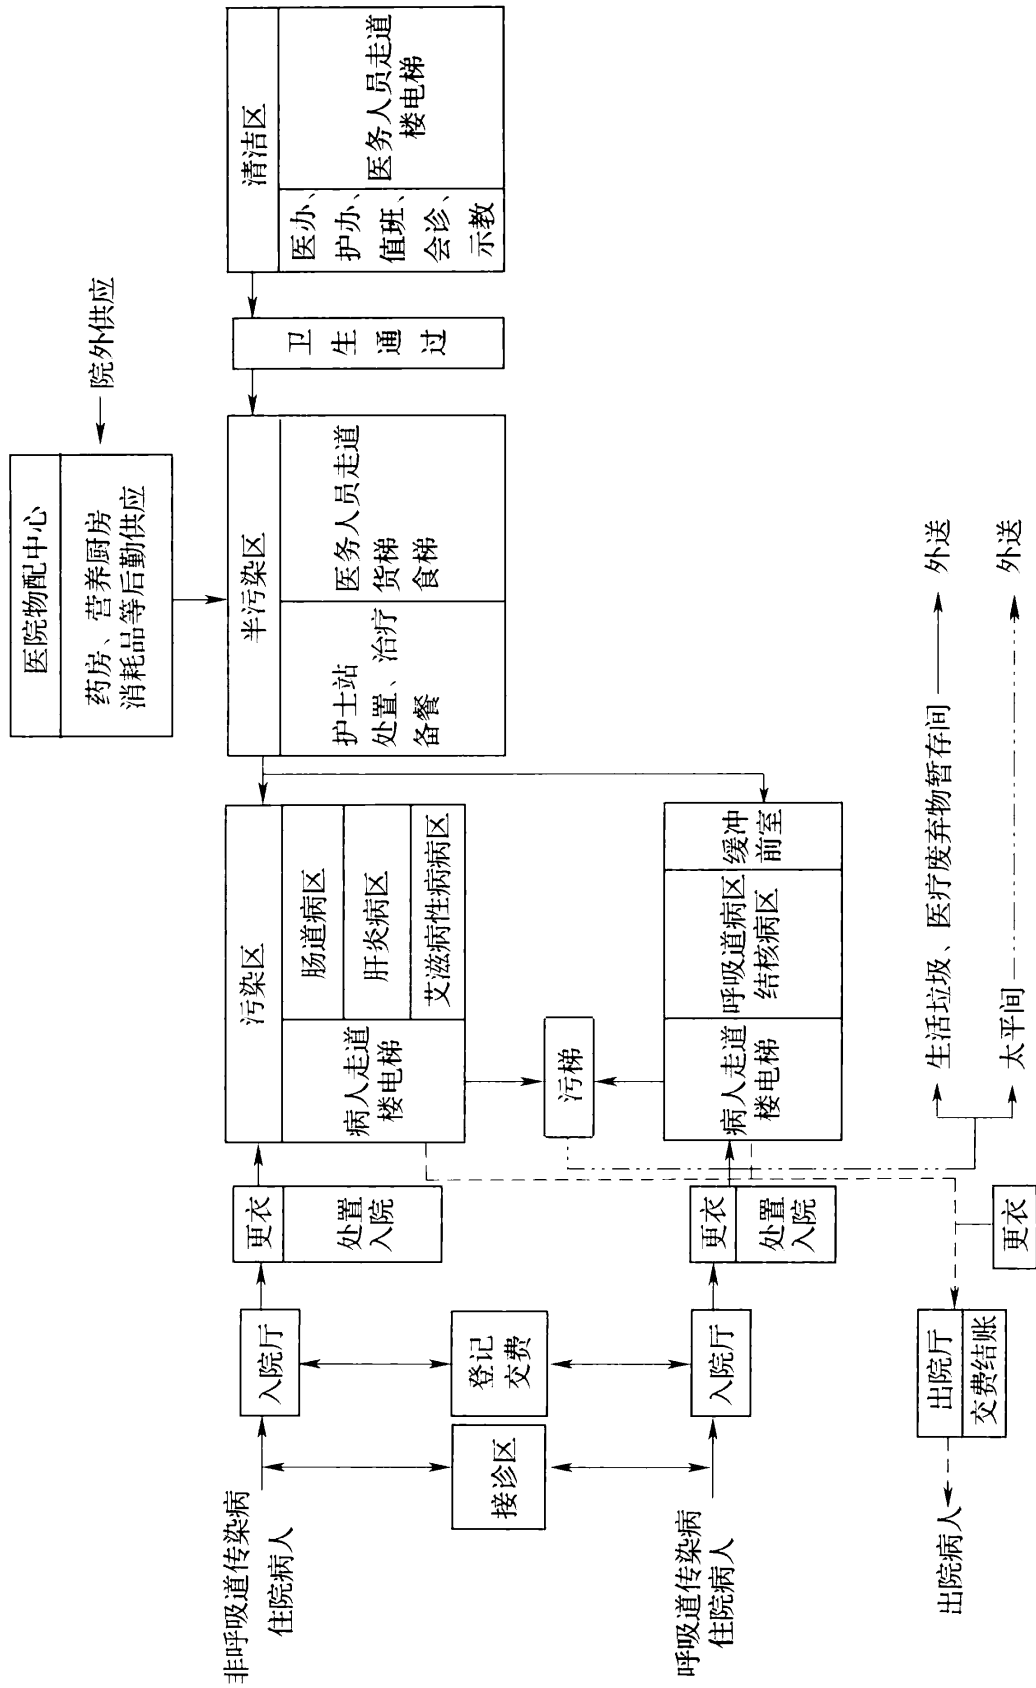 医院物配中心
药房、营养厨房
消耗品等后勤供应
院外供应
非呼吸道传染病
住院病人
入院厅
更衣
处置
入院
污染区
病人走道
楼电梯
肠道病区
肝炎病区
艾滋病性病病区
半污染区
护士站
处置、治疗
备餐
医务人员走道
货梯
食梯
卫生通过
清洁区
医办、
护办、
值班、
会诊、
示教
医务人员走道
楼电梯
接诊区
登记
交费
污梯
呼吸道传染病
住院病人
入院厅
更衣
处置
入院
病人走道
楼电梯
呼吸道病区
结核病区
缓冲
前室
出院病人
出院厅
交费结账
更衣
生活垃圾、医疗废弃物暂存间
外送
太平间
外送